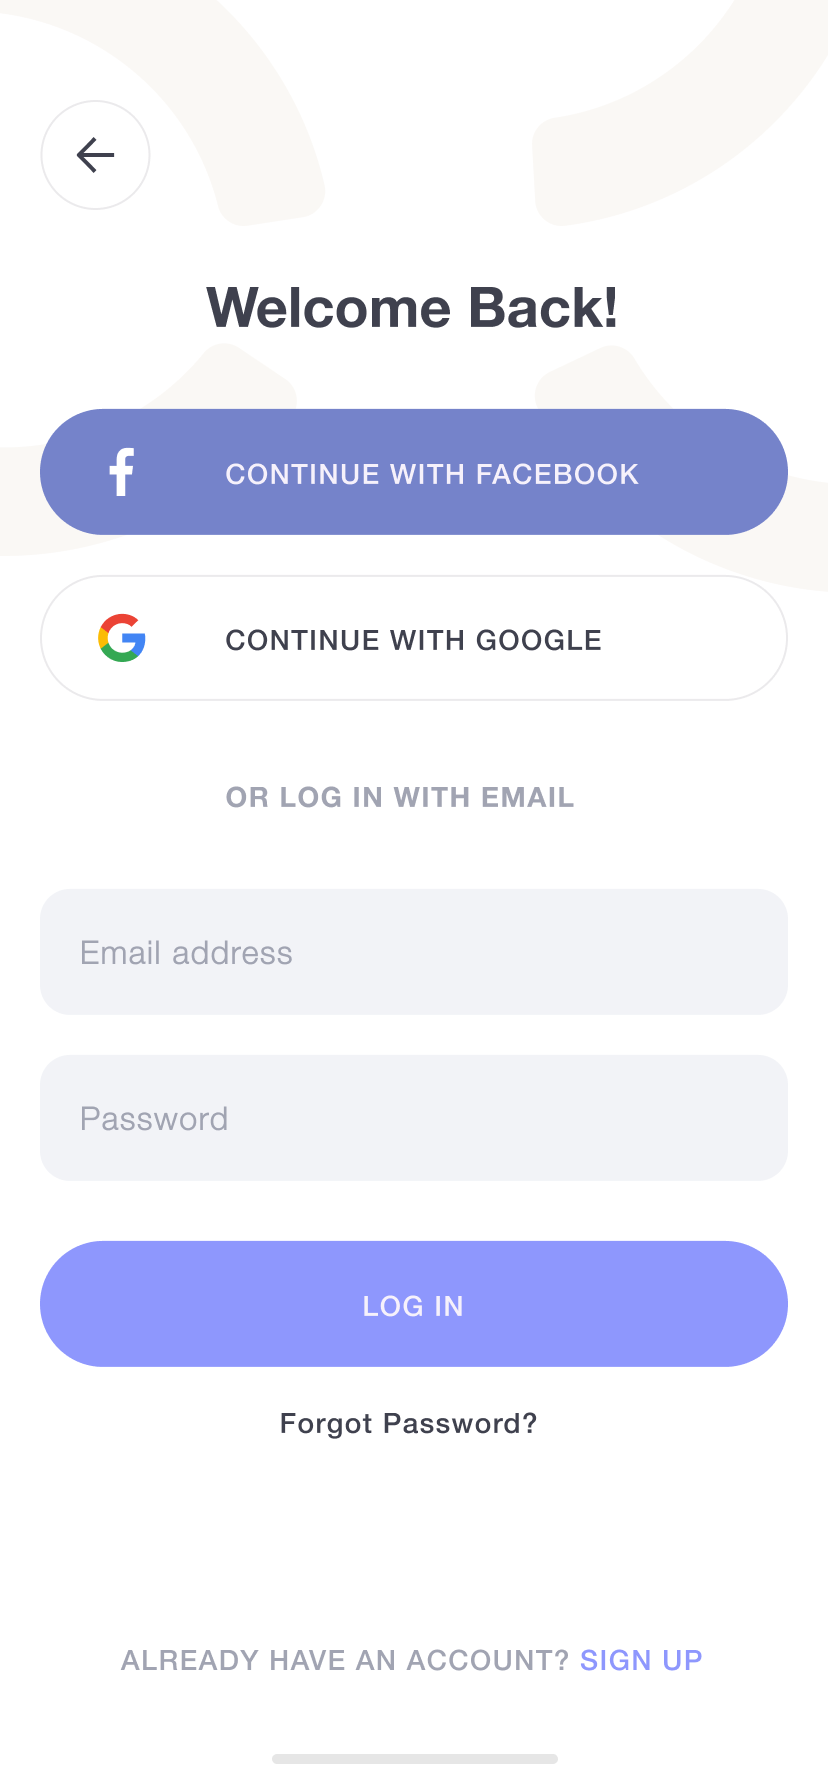 Welcome Back!
CONTINUE WITH FACEBOOK
CONTINUE WITH GOOGLE
OR LOG IN WITH EMAIL
Email address
Password
LOG IN
Forgot Password?
ALREADY HAVE AN ACCOUNT? SIGN UP